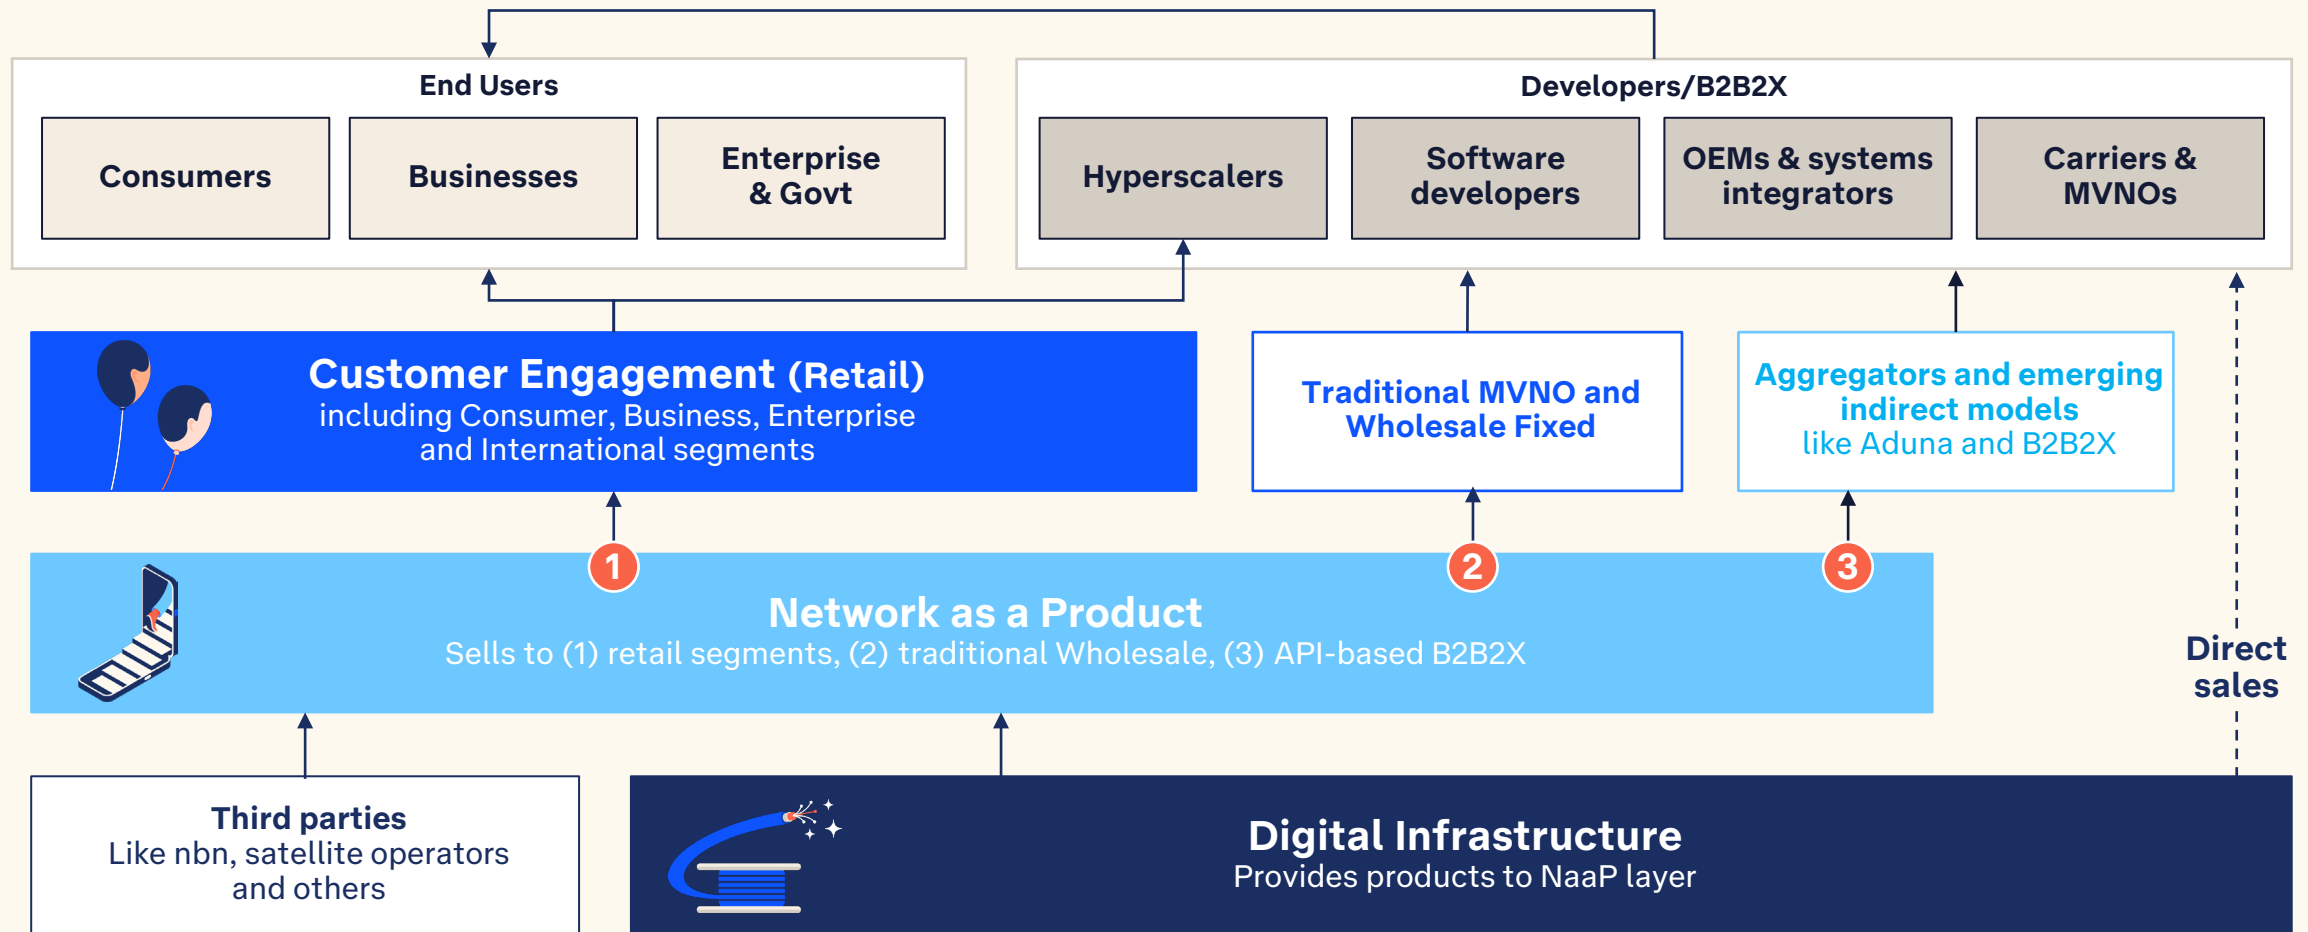 End Users
Consumers
Businesses
Enterprise
& Govt
Developers/B2B2X
Hyperscalers
Software
developers
OEMs & systems
integrators
Carriers &
MVNOs
Customer Engagement (Retail)
including Consumer, Business, Enterprise
and International segments
Traditional MVNO and
Wholesale Fixed
Aggregators and emerging
indirect models
like Aduna and B2B2X
1
2
3
Network as a Product
Sells to (1) retail segments, (2) traditional Wholesale, (3) API-based B2B2X
Direct
sales
Third parties
Like nbn, satellite operators
and others
Digital Infrastructure
Provides products to NaaP layer